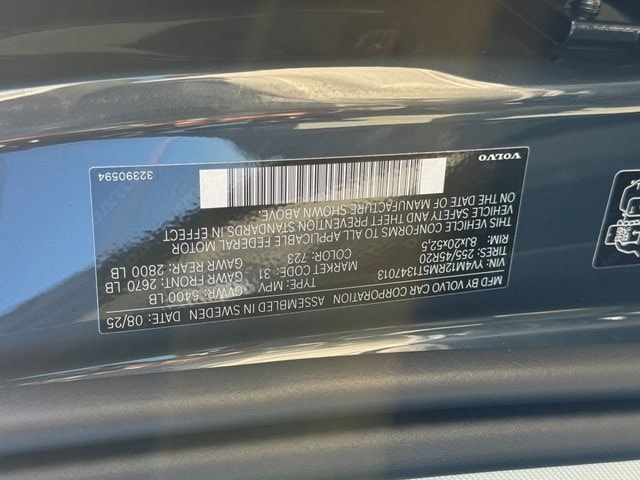 MFD BY VOLVO CAR CORPORATION ASSEMBLED IN SWEDEN DATE: 08/25
VIN: YV4M12RM5T1347013 GVWR: 5400 LB
TIRES: 255/45R20 MARKET CODE: 31 GAWR FRONT: 2670 LB
RIM: 8Jx20x52,5 COLOR: 723 TYPE: MPV GAWR REAR: 2800 LB
THIS VEHICLE CONFORMS TO ALL APPLICABLE FEDERAL MOTOR
VEHICLE SAFETY AND THEFT PREVENTION STANDARDS IN EFFECT
ON THE DATE OF MANUFACTURE SHOWN ABOVE.
VOLVO 32390594